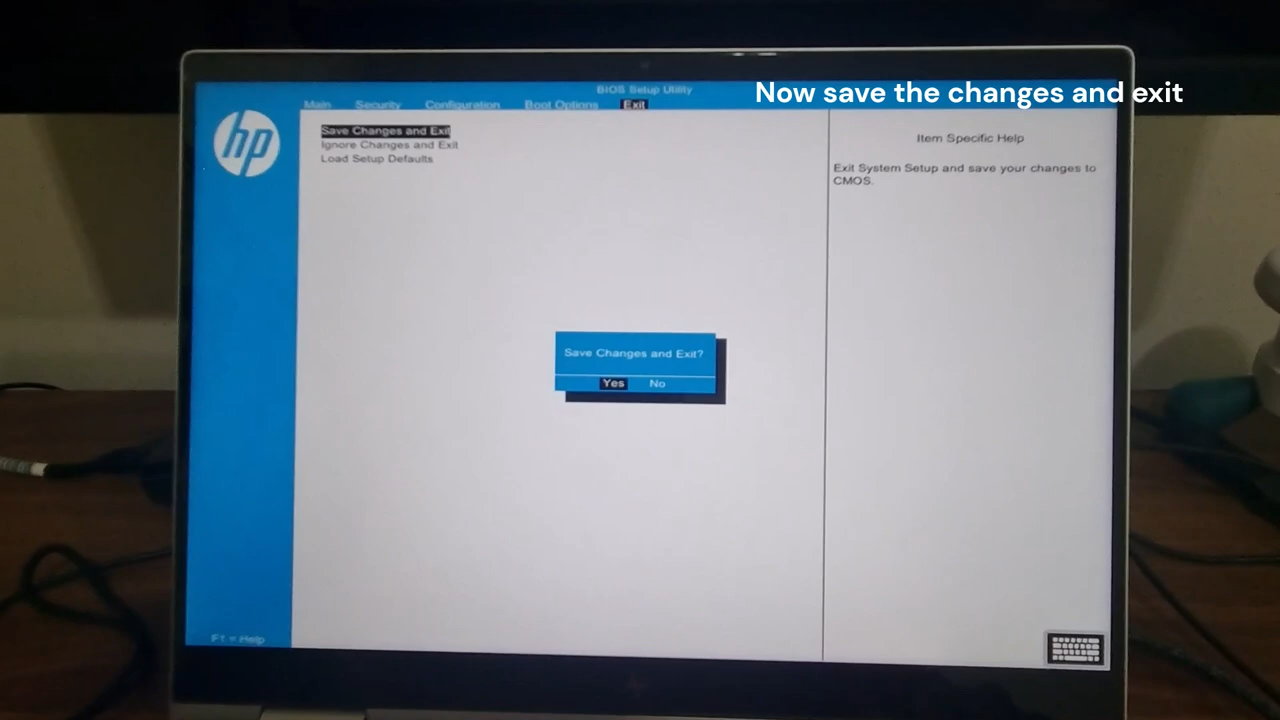 BIOS Setup Utility
Now save the changes and exit
Main Security Configuration Boot Options Exit
hp
Save Changes and Exit
Ignore Changes and Exit
Load Setup Defaults
Item Specific Help
Exit System Setup and save your changes to
CMOS.
Save Changes and Exit?
Yes No
F1 = Help